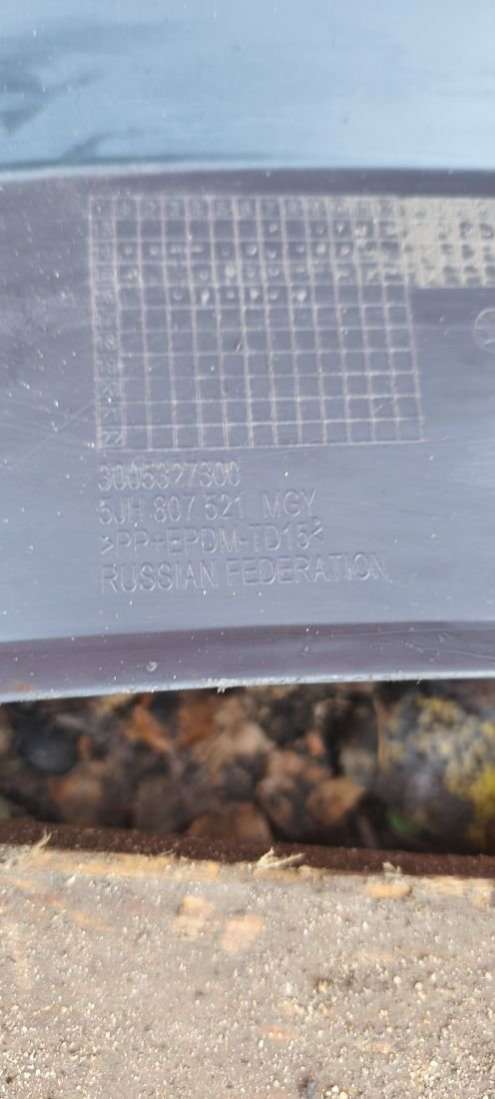 3005327300
5JH 807 521 MGY
>PP+EPDM-TD15<
RUSSIAN FEDERATION